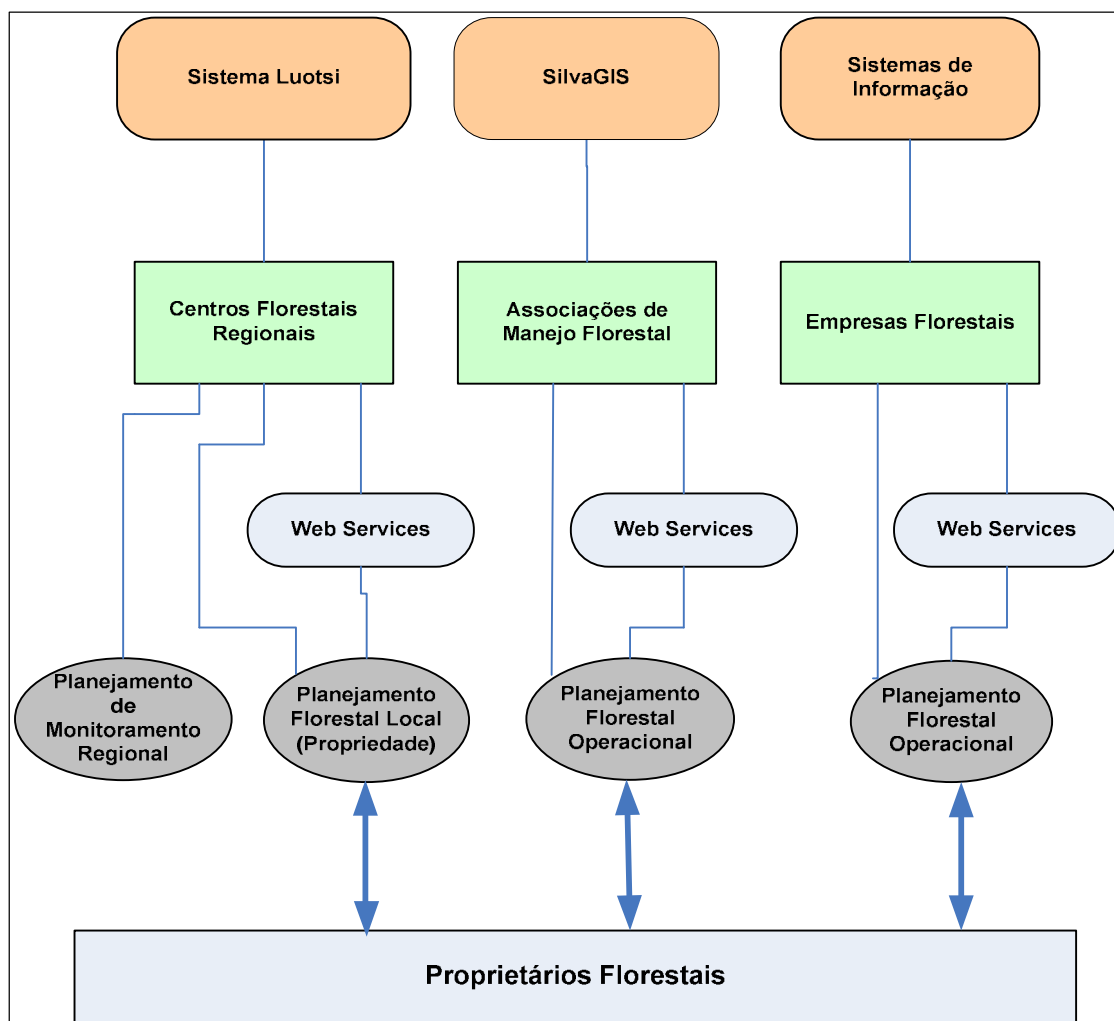 Sistema Luotsi
SilvaGIS
Sistemas de
Informação
Centros Florestais
Regionais
Associações de
Manejo Florestal
Empresas Florestais
Web Services
Web Services
Web Services
Planejamento
de
Monitoramento
Regional
Planejamento
Florestal Local
(Propriedade)
Planejamento
Florestal
Operacional
Planejamento
Florestal
Operacional
Proprietários Florestais